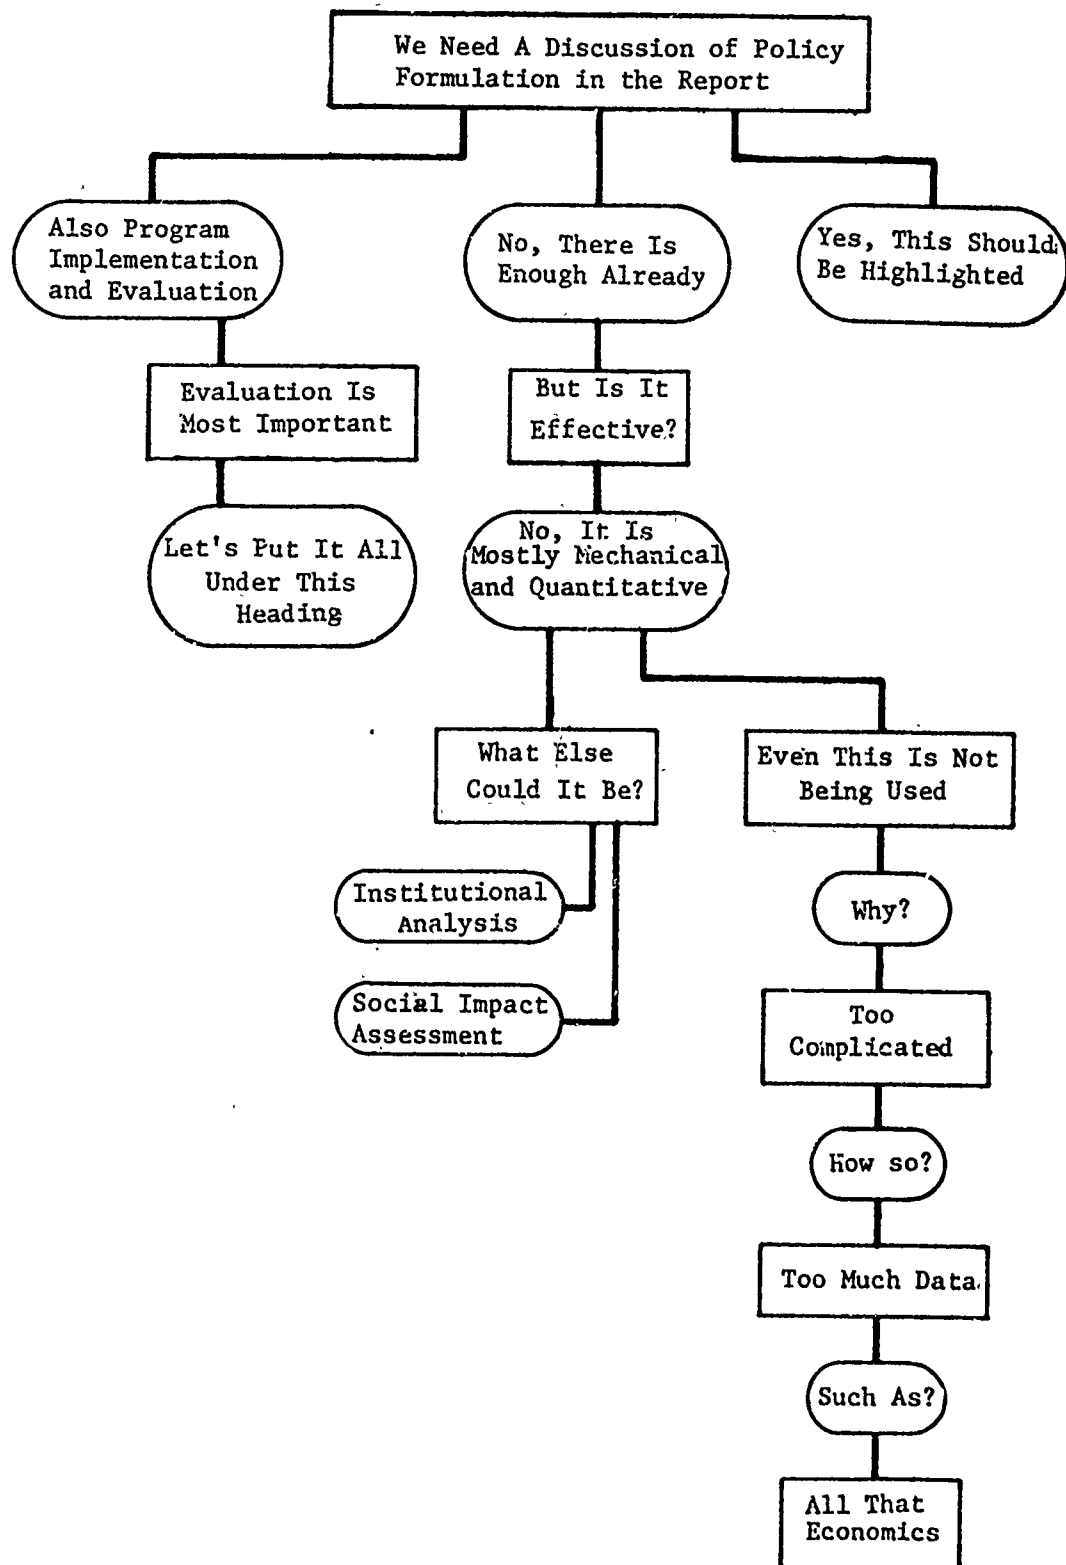 We Need A Discussion of Policy
Formulation in the Report
Also Program
Implementation
and Evaluation
No, There Is
Enough Already
Yes, This Should
Be Highlighted
Evaluation Is
Most Important
But Is It
Effective?
Let's Put It All
Under This
Heading
No, It Is
Mostly Mechanical
and Quantitative
What Else
Could It Be?
Even This Is Not
Being Used
Institutional
Analysis
Why?
Social Impact
Assessment
Too
Complicated
How so?
Too Much Data
Such As?
All That
Economics